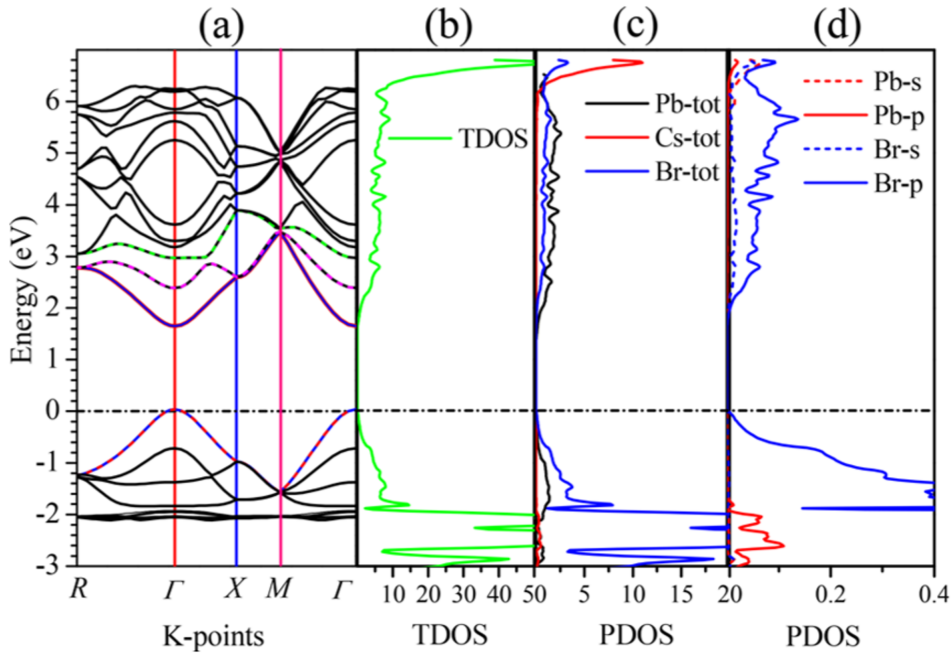 (a) (b) (c) (d)
6
5
4
3
2
1
0
-1
-2
-3
Energy (eV)
TDOS
Pb-tot
Cs-tot
Br-tot
Pb-s
Pb-p
Br-s
Br-p
R Γ X M Γ
10 20 30 40 50
5 10 15 20
0.2 0.4
K-points TDOS PDOS PDOS